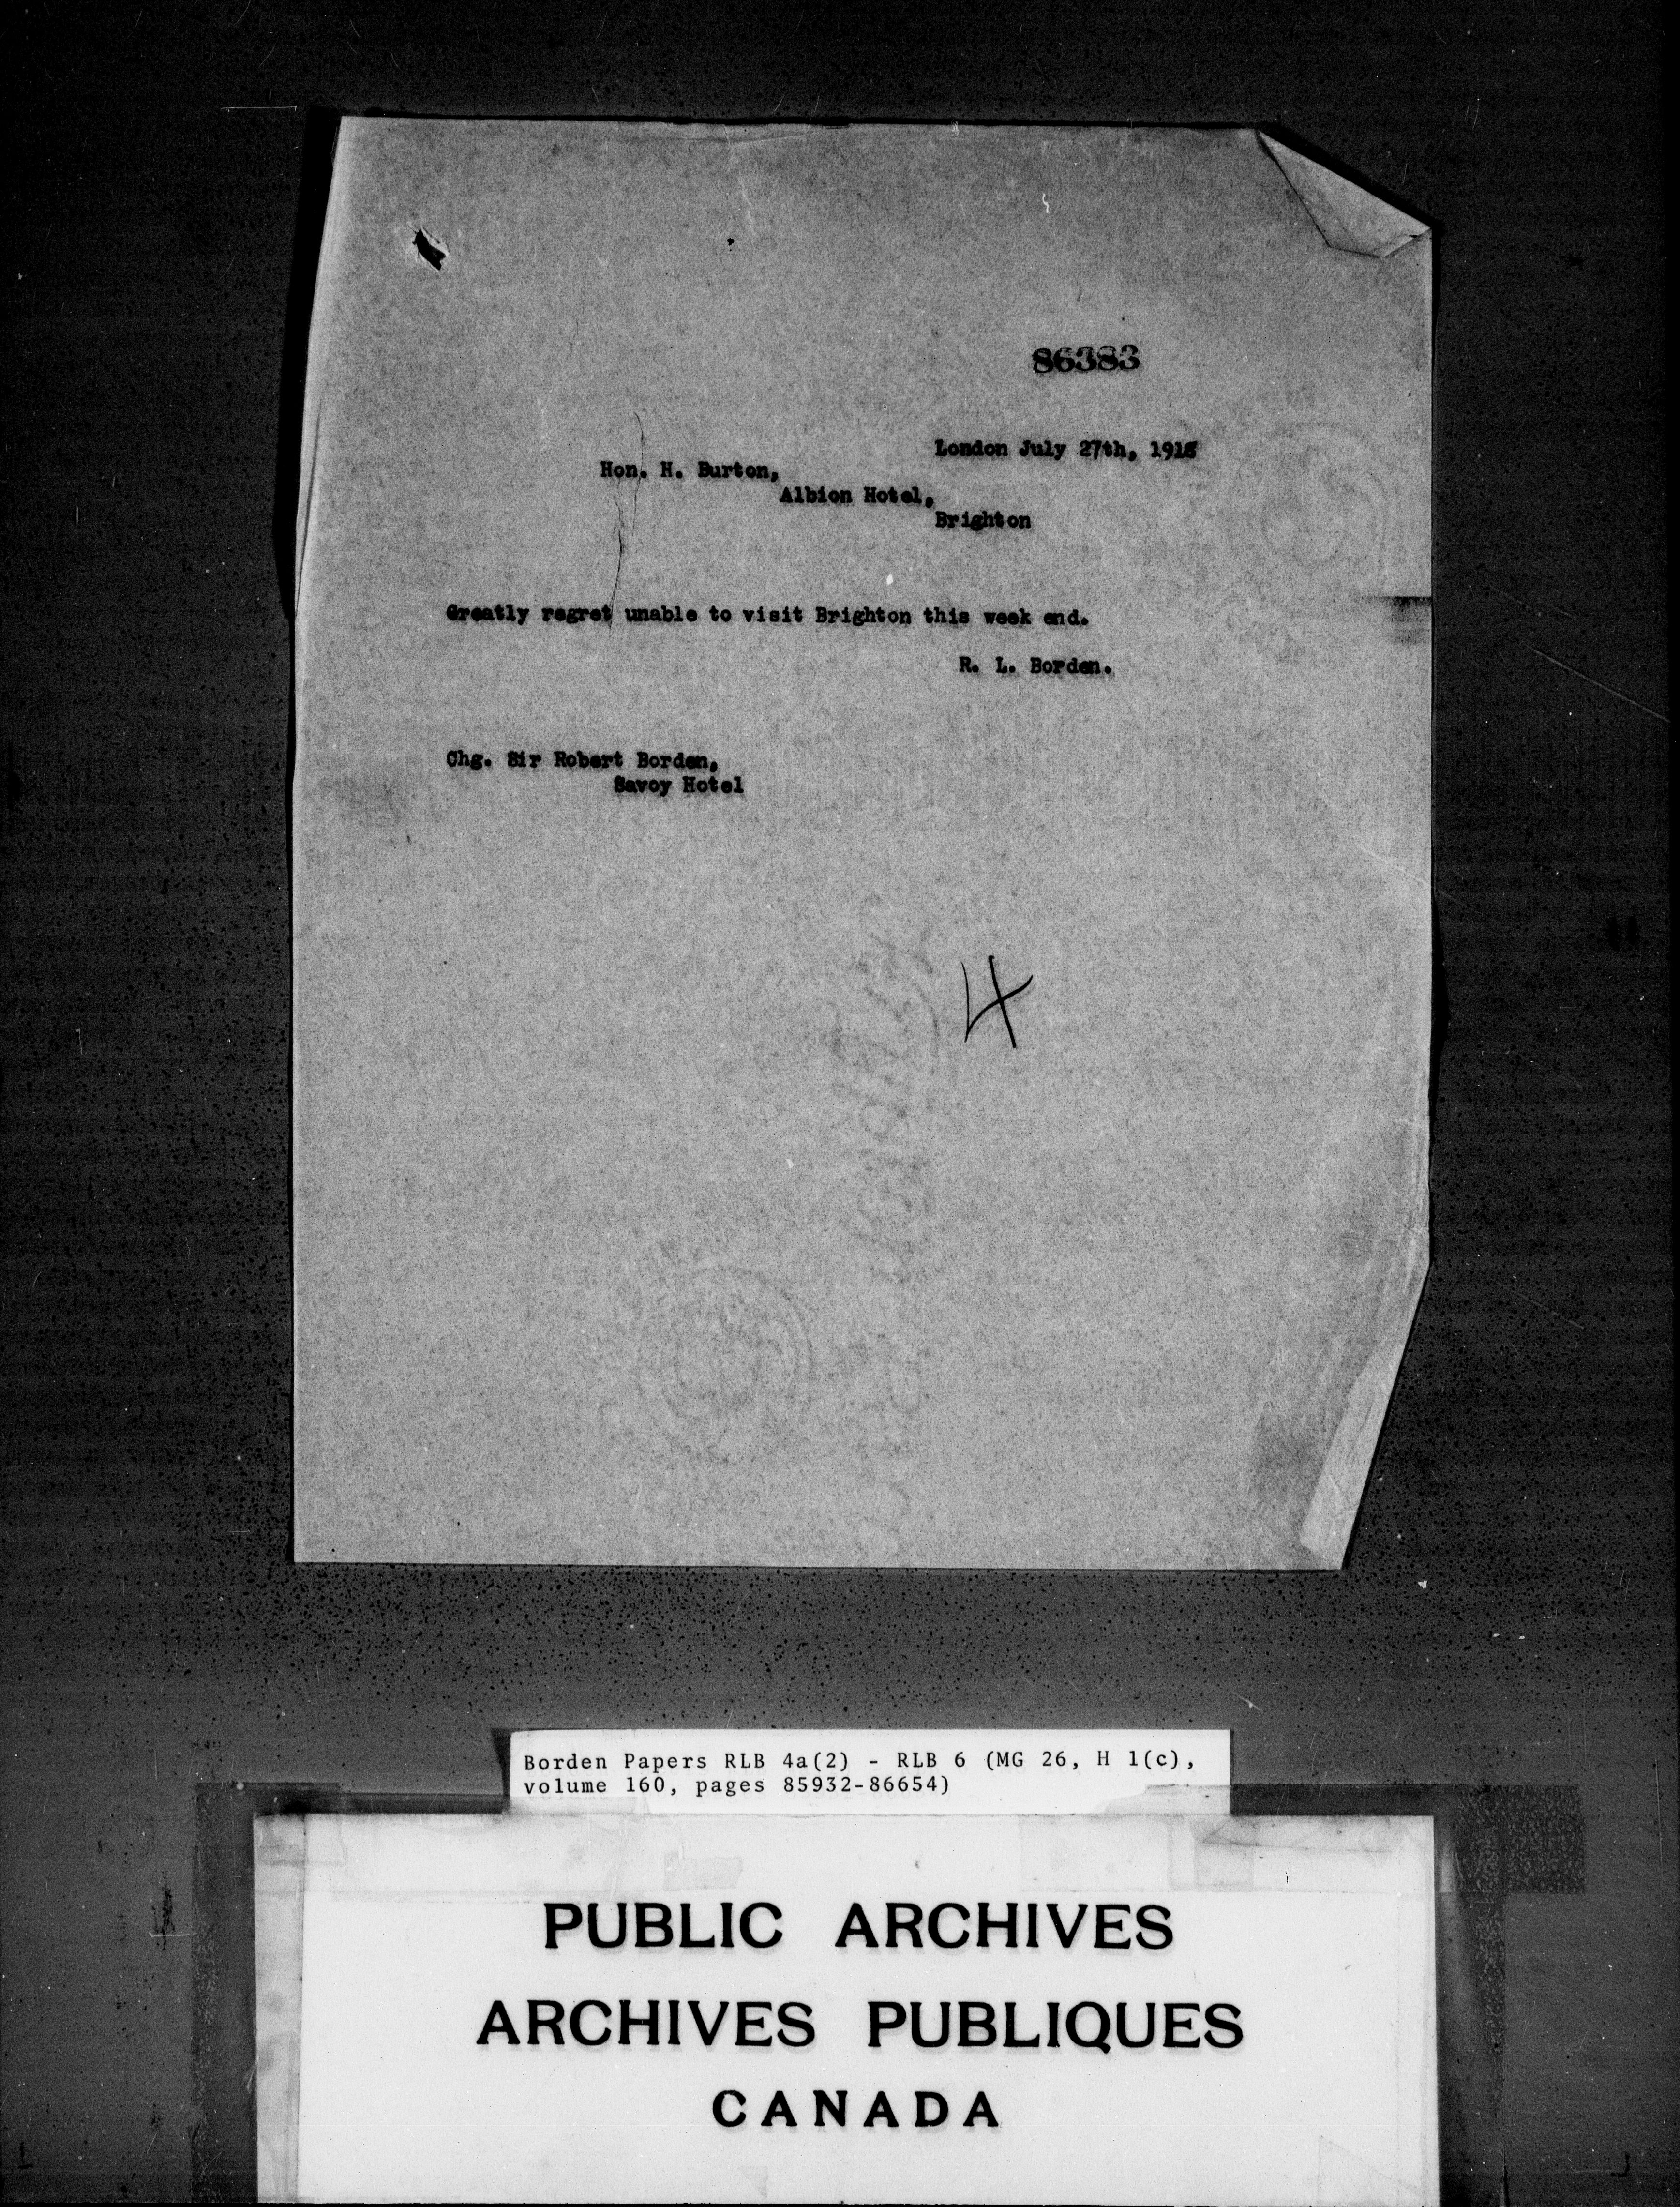 86383
London July 27th, 1918
Hon. H. Burton,
Albion Hotel,
Brighton
Greatly regret unable to visit Brighton this week end.
R. L. Borden.
Chg. Sir Robert Borden,
Savoy Hotel
4
Borden Papers RLB 4a(2) - RLB 6 (MG 26, H 1(c),
volume 160, pages 85932-86654)
PUBLIC ARCHIVES
ARCHIVES PUBLIQUES
CANADA